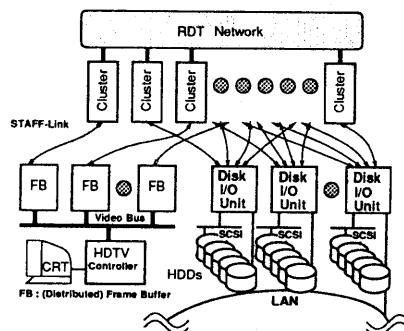 RDT Network
Cluster
Cluster
Cluster
Cluster
STAFF-Link
FB
FB
FB
Disk
I/O
Unit
Disk
I/O
Unit
Disk
I/O
Unit
Video Bus
SCSI
SCSI
SCSI
CRT
HDTV
Controller
HDDs
FB : (Distributed) Frame Buffer
LAN